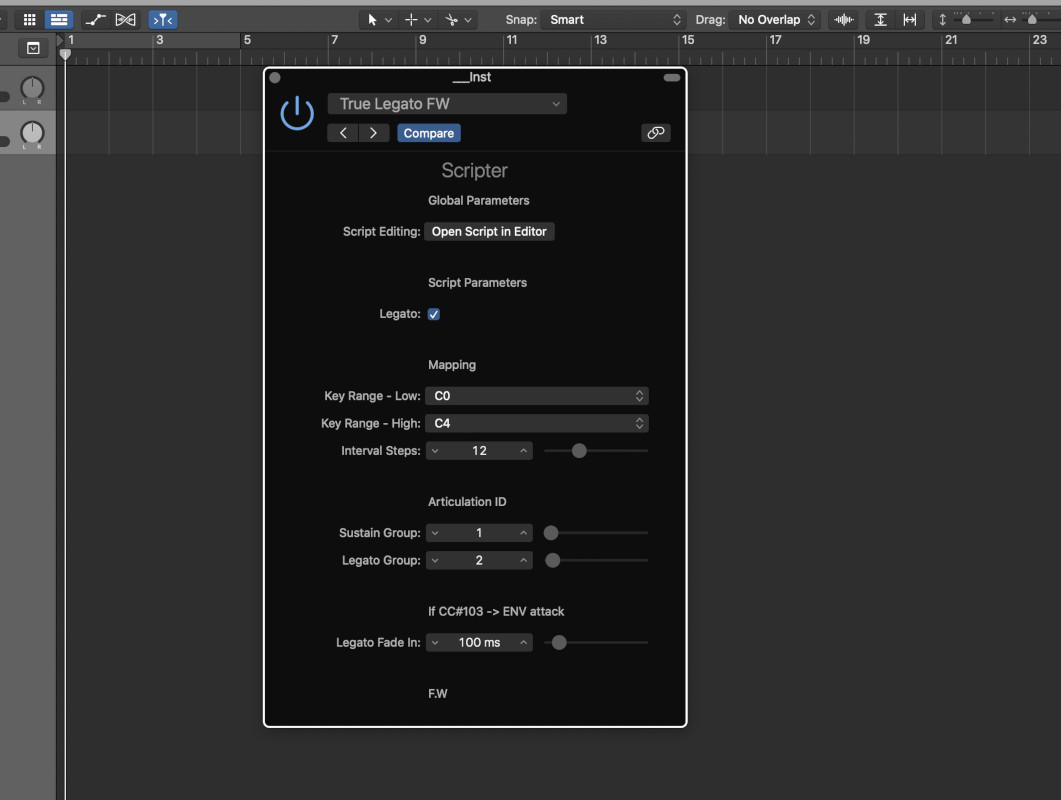 Snap: Smart Drag: No Overlap
1 3 5 7 9 11 13 15 17 19 21 23
L R
L R
___Inst
True Legato FW
Compare
Scripter
Global Parameters
Script Editing: Open Script in Editor
Script Parameters
Legato:
Mapping
Key Range - Low: C0
Key Range - High: C4
Interval Steps: 12
Articulation ID
Sustain Group: 1
Legato Group: 2
If CC#103 -> ENV attack
Legato Fade In: 100 ms
F.W